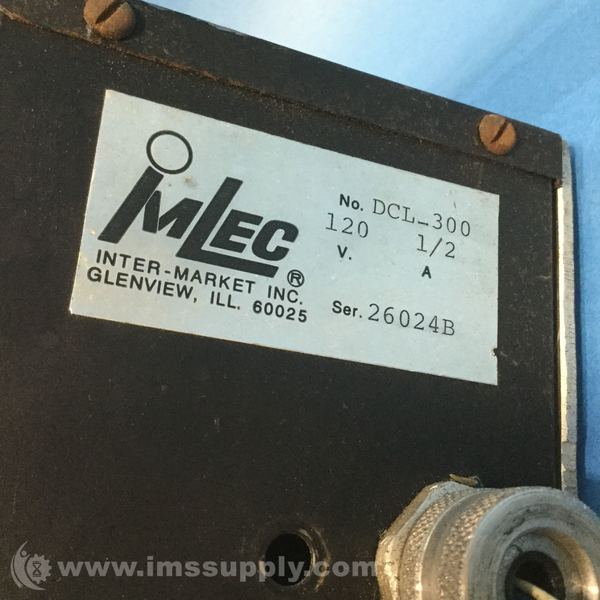 iMLEC®
INTER-MARKET INC.
GLENVIEW, ILL. 60025
No. DCL-300
120 1/2
V. A
Ser. 26024B
www.imssupply.com